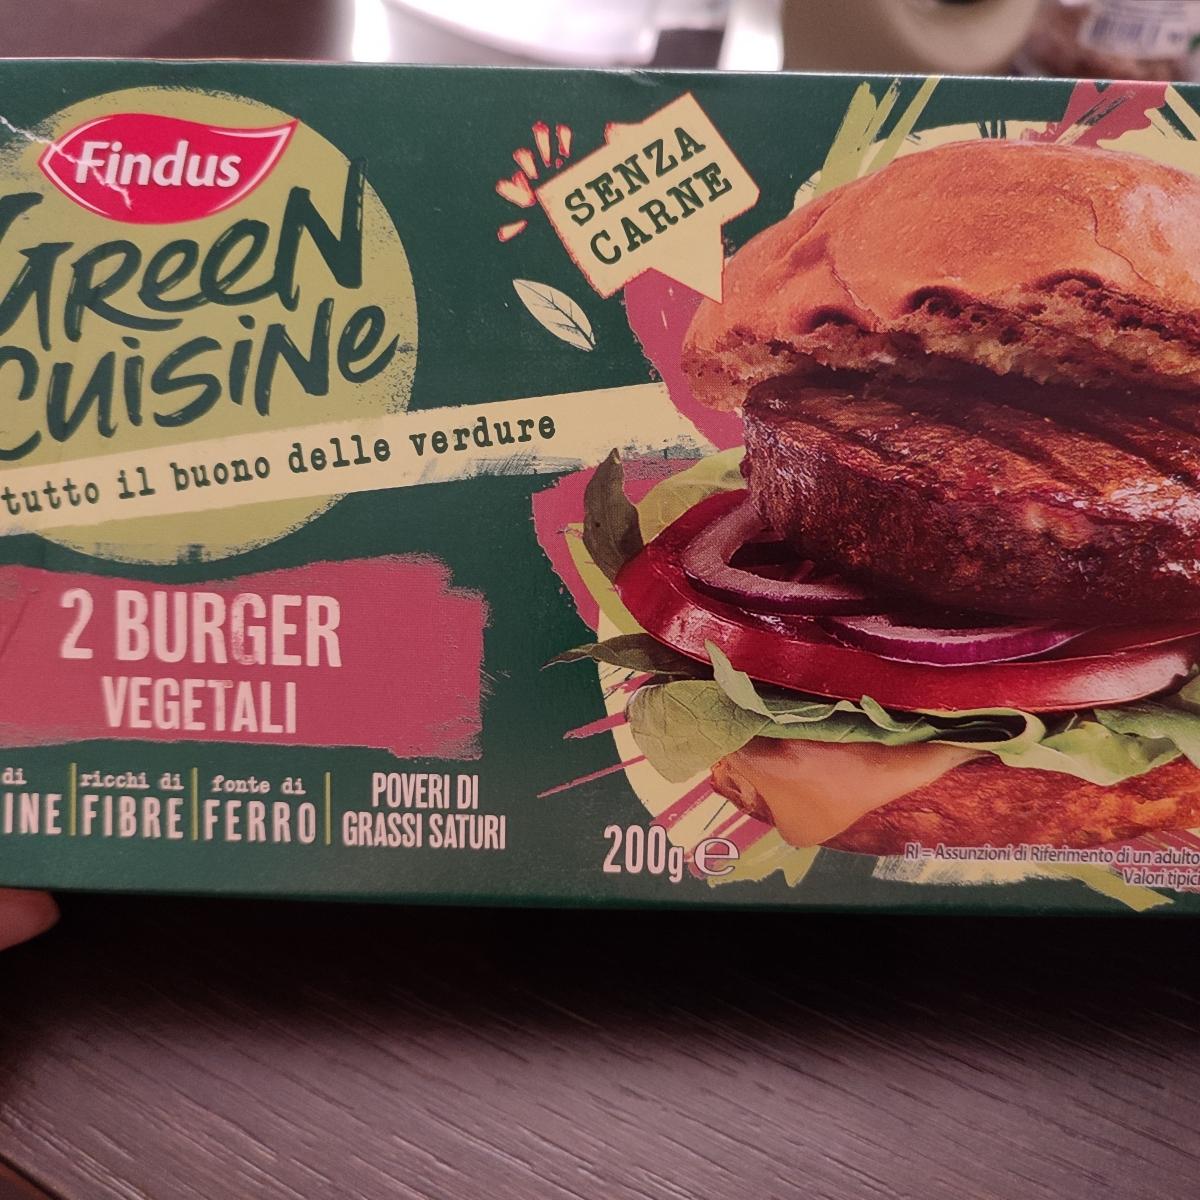 Findus
GReeN
CUiSiNe
tutto il buono delle verdure
SENZA
CARNE
2 BURGER
VEGETALI
di
INE
ricchi di
FIBRE
fonte di
FERRO
POVERI DI
GRASSI SATURI
200g e
RI = Assunzioni di Riferimento di un adulto
Valori tipici